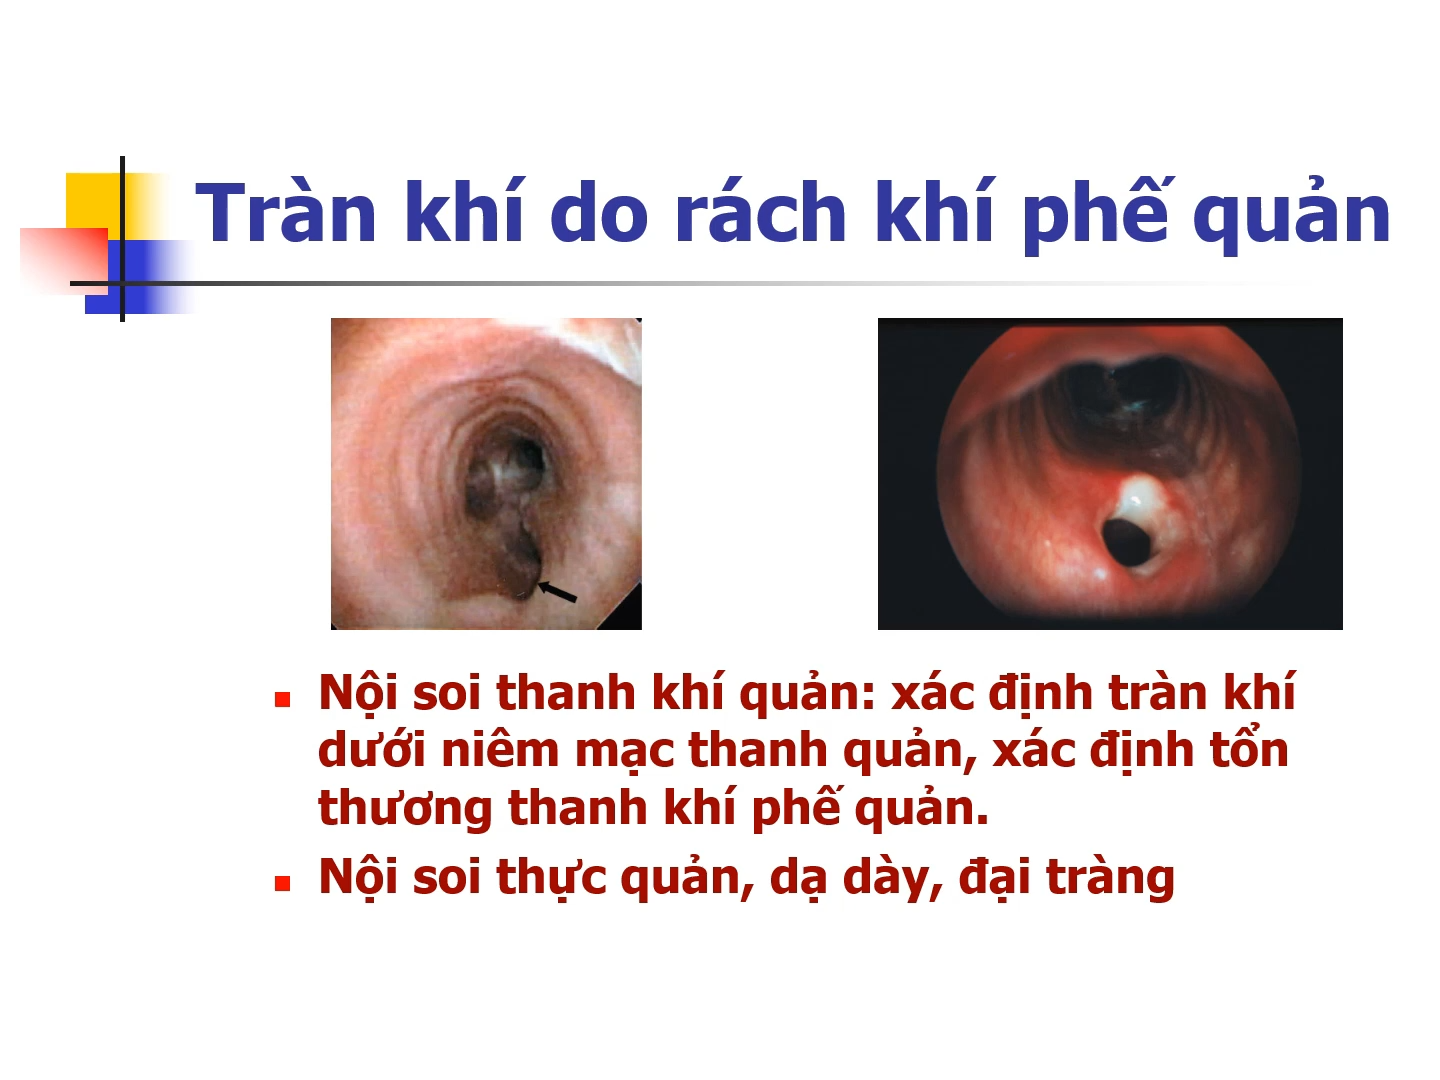 Tràn khí do rách khí phế quản
Nội soi thanh khí quản: xác định tràn khí
dưới niêm mạc thanh quản, xác định tổn
thương thanh khí phế quản.
Nội soi thực quản, dạ dày, đại tràng